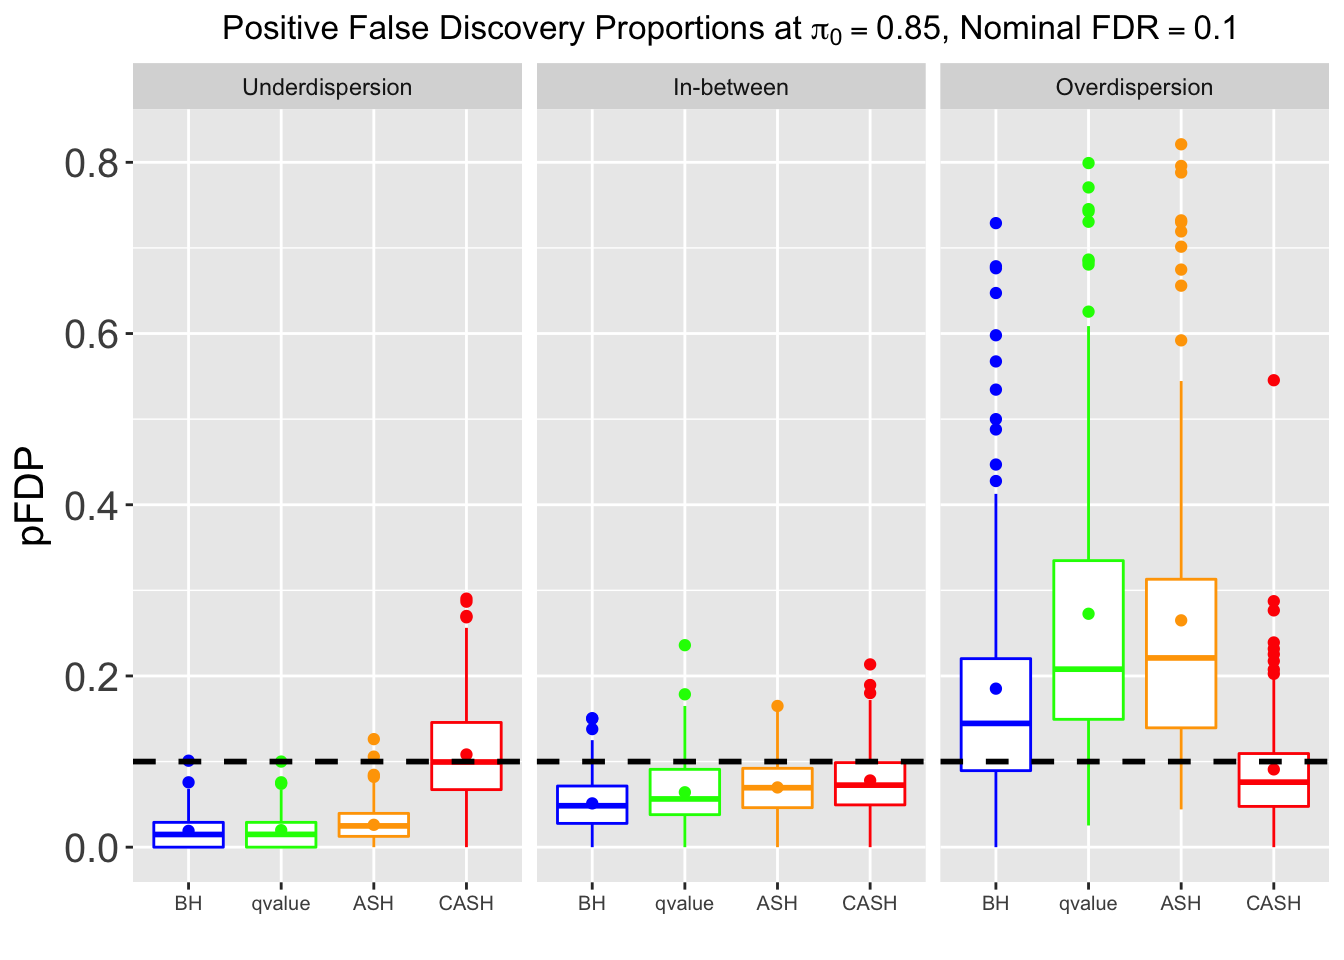 Positive False Discovery Proportions at π₀ = 0.85, Nominal FDR = 0.1
Underdispersion In-between Overdispersion
0.8
0.6
0.4
0.2
0.0
pFDP
BH qvalue ASH CASH BH qvalue ASH CASH BH qvalue ASH CASH